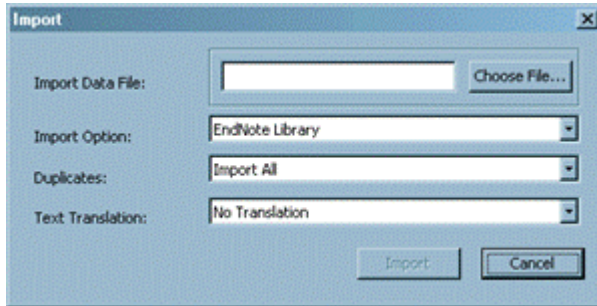 Import
Import Data File: Choose File...
Import Option: EndNote Library
Duplicates: Import All
Text Translation: No Translation
Import Cancel